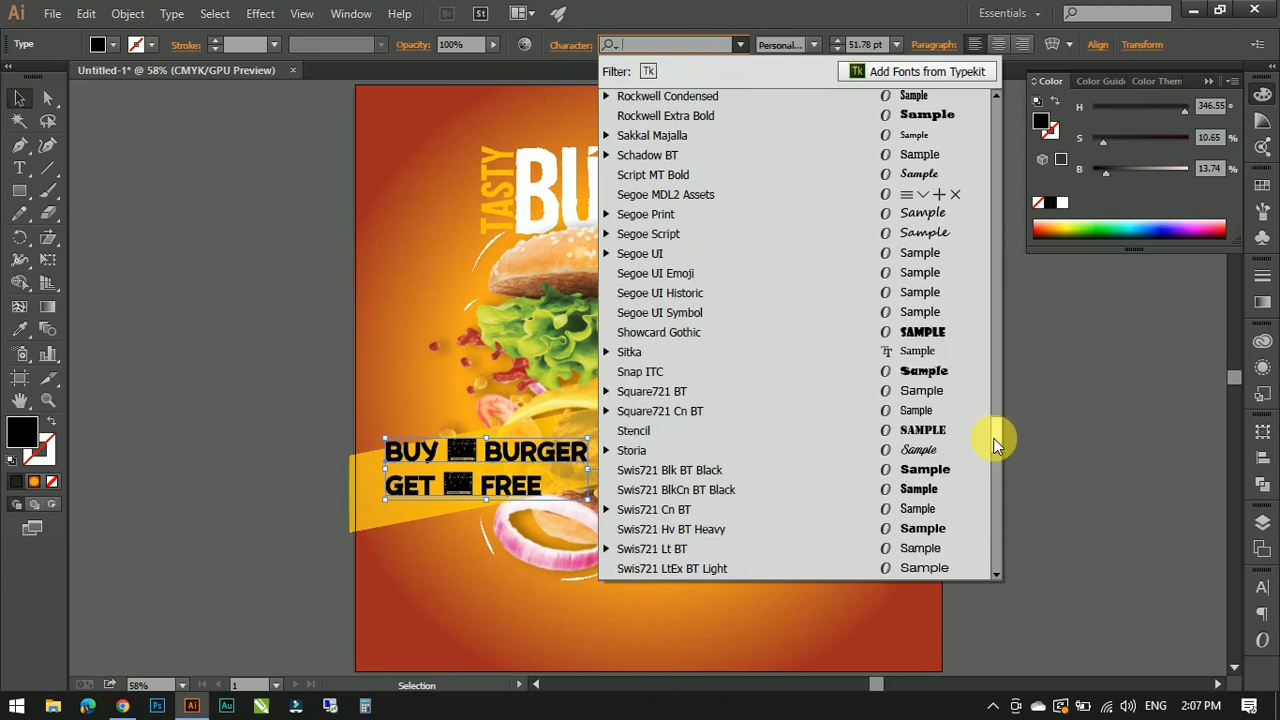 Ai File Edit Object Type Select Effect View Window Help Br St Essentials
Type Stroke: Opacity: 100% Character: Personal... 51.78 pt Paragraph: Align Transform
Untitled-1* @ 58% (CMYK/GPU Preview) ×
Filter: Tk Tk Add Fonts from Typekit
Color Color Guide Color Them
H 346.55 °
S 10.65 %
B 13.74 %
TASTY
BU
BUY BURGER
GET FREE
Rockwell Condensed O Sample
Rockwell Extra Bold O Sample
Sakkal Majalla O Sample
Schadow BT O Sample
Script MT Bold O Sample
Segoe MDL2 Assets O
Segoe Print O Sample
Segoe Script O Sample
Segoe UI O Sample
Segoe UI Emoji O Sample
Segoe UI Historic O Sample
Segoe UI Symbol O Sample
Showcard Gothic O SAMPLE
Sitka Tr Sample
Snap ITC O Sample
Square721 BT O Sample
Square721 Cn BT O Sample
Stencil O SAMPLE
Storia O Sample
Swis721 Blk BT Black O Sample
Swis721 BlkCn BT Black O Sample
Swis721 Cn BT O Sample
Swis721 Hv BT Heavy O Sample
Swis721 Lt BT O Sample
Swis721 LtEx BT Light O Sample
58% 1 Selection
Ps Ai Au ENG 2:07 PM